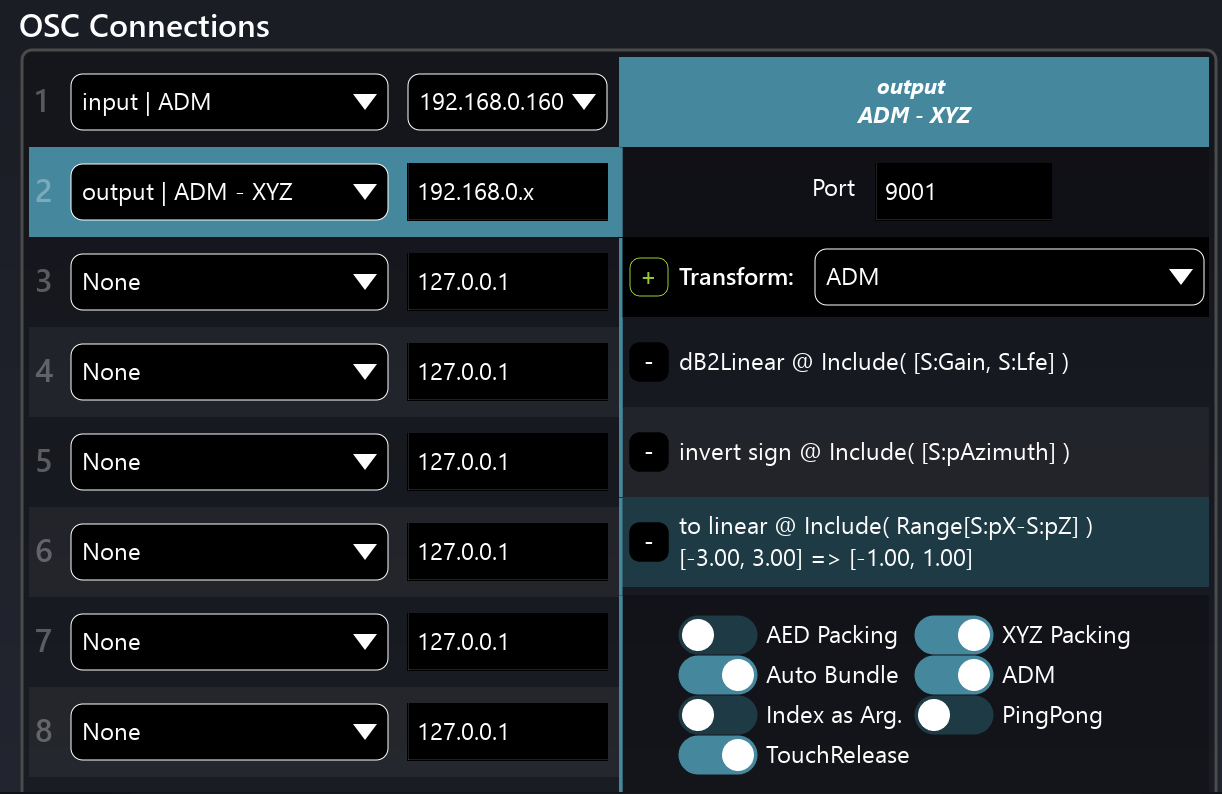 OSC Connections
1 input | ADM 192.168.0.160
2 output | ADM - XYZ 192.168.0.x
3 None 127.0.0.1
4 None 127.0.0.1
5 None 127.0.0.1
6 None 127.0.0.1
7 None 127.0.0.1
8 None 127.0.0.1
output
ADM - XYZ
Port 9001
+ Transform: ADM
- dB2Linear @ Include( [S:Gain, S:Lfe] )
- invert sign @ Include( [S:pAzimuth] )
- to linear @ Include( Range[S:pX-S:pZ] )
[-3.00, 3.00] => [-1.00, 1.00]
AED Packing XYZ Packing
Auto Bundle ADM
Index as Arg. PingPong
TouchRelease